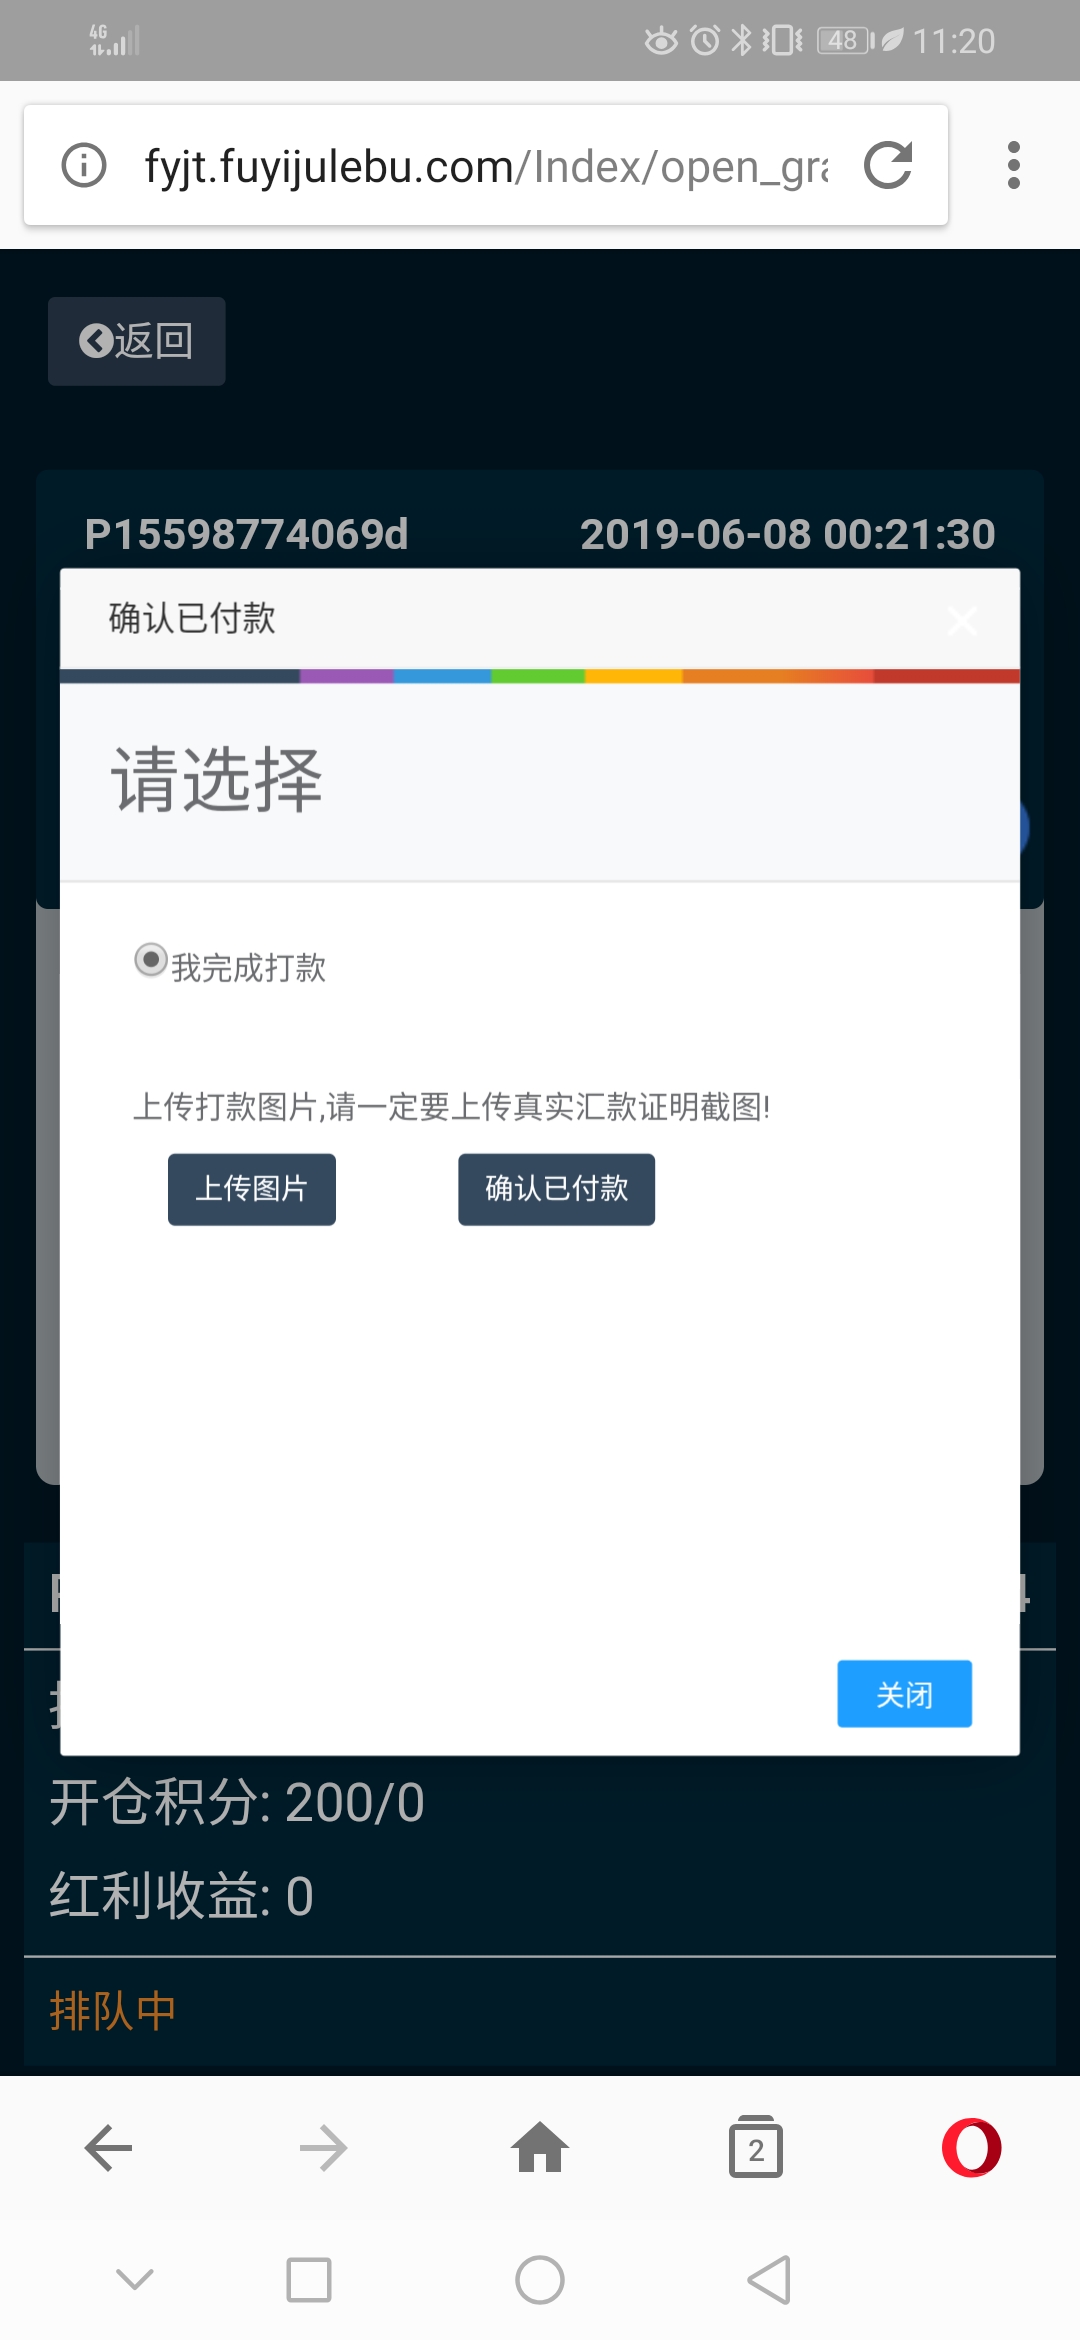 4G
48
11:20
fyjt.fuyijulebu.com/Index/open_gra
返回
P15598774069d
2019-06-08 00:21:30
确认已付款
请选择
我完成打款
上传打款图片,请一定要上传真实汇款证明截图!
上传图片
确认已付款
4
关闭
开仓积分: 200/0
红利收益: 0
排队中
2